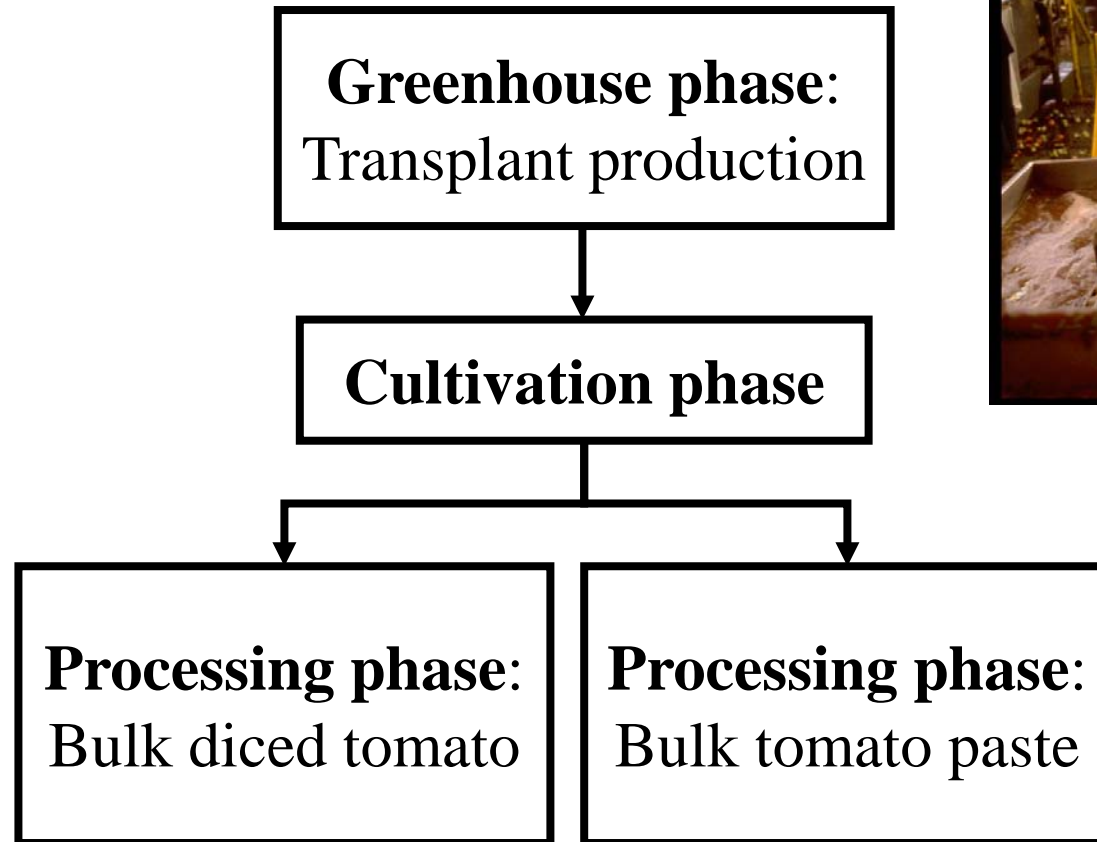 Greenhouse phase:
Transplant production
Cultivation phase
Processing phase:
Bulk diced tomato
Processing phase:
Bulk tomato paste